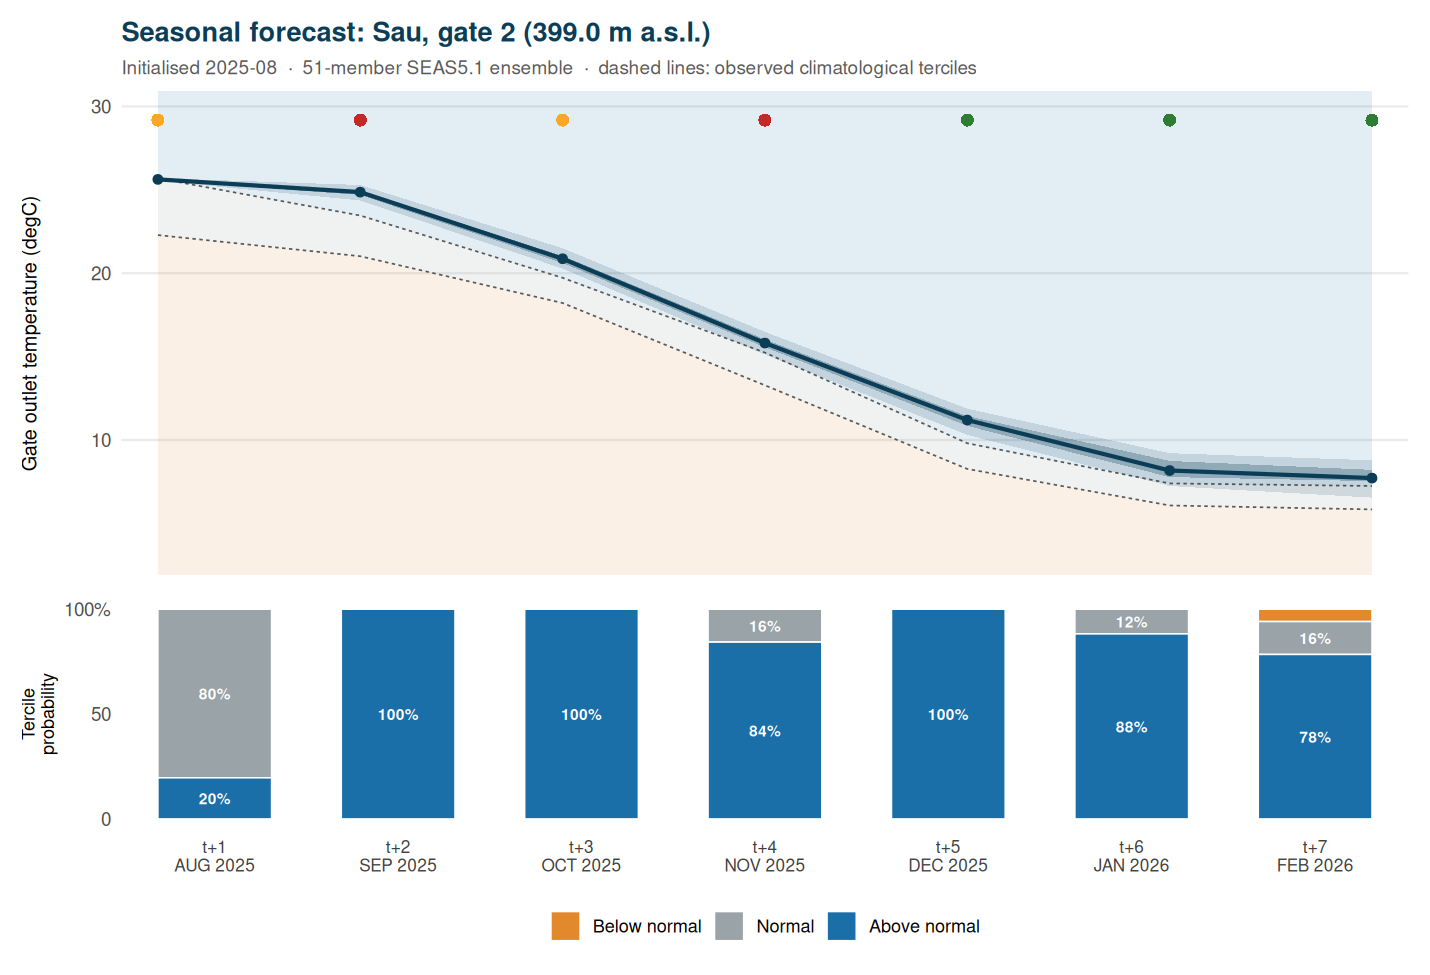 Seasonal forecast: Sau, gate 2 (399.0 m a.s.l.)
Initialised 2025-08 · 51-member SEAS5.1 ensemble · dashed lines: observed climatological terciles
30
20
10
Gate outlet temperature (degC)
100%
50
0
Tercile
probability
80%
20%
100%
100%
16%
84%
100%
12%
88%
16%
78%
t+1
AUG 2025
t+2
SEP 2025
t+3
OCT 2025
t+4
NOV 2025
t+5
DEC 2025
t+6
JAN 2026
t+7
FEB 2026
Below normal
Normal
Above normal